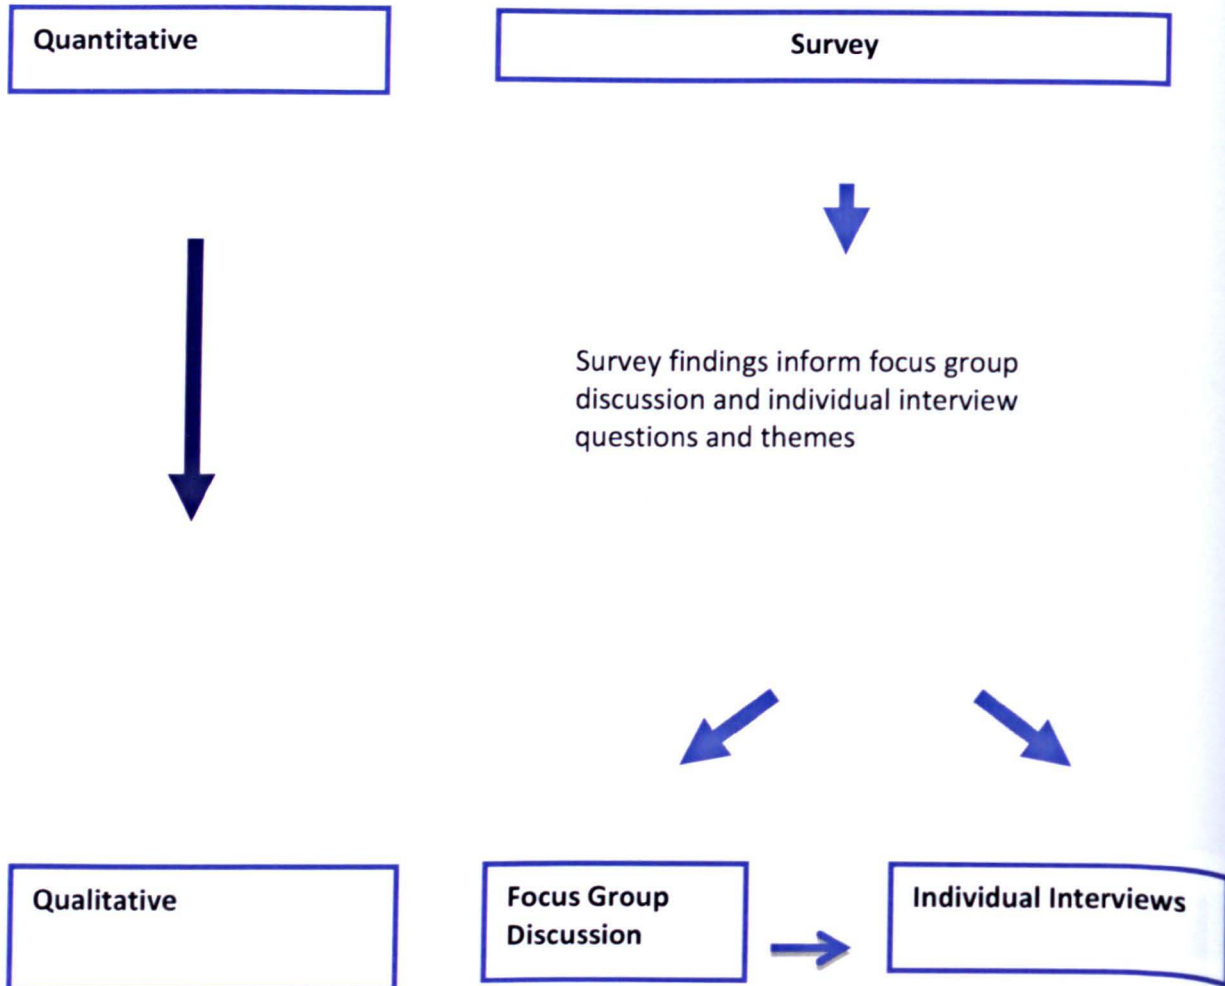 Quantitative
Survey
Survey findings inform focus group
discussion and individual interview
questions and themes
Qualitative
Focus Group
Discussion
Individual Interviews